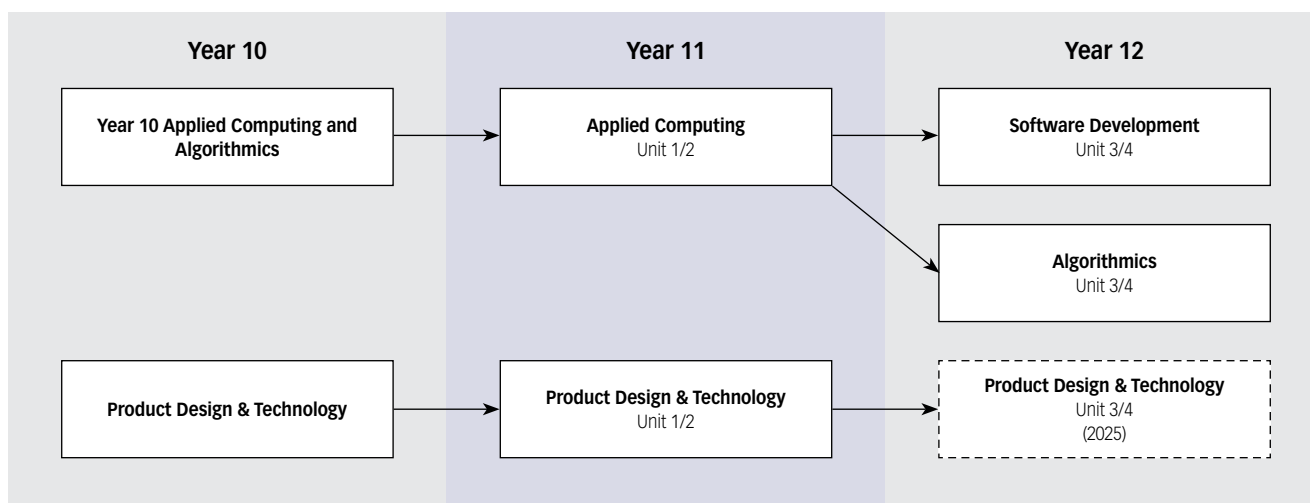 Year 10
Year 11
Year 12
Year 10 Applied Computing and
Algorithmics
Applied Computing
Unit 1/2
Software Development
Unit 3/4
Algorithmics
Unit 3/4
Product Design & Technology
Product Design & Technology
Unit 1/2
Product Design & Technology
Unit 3/4
(2025)